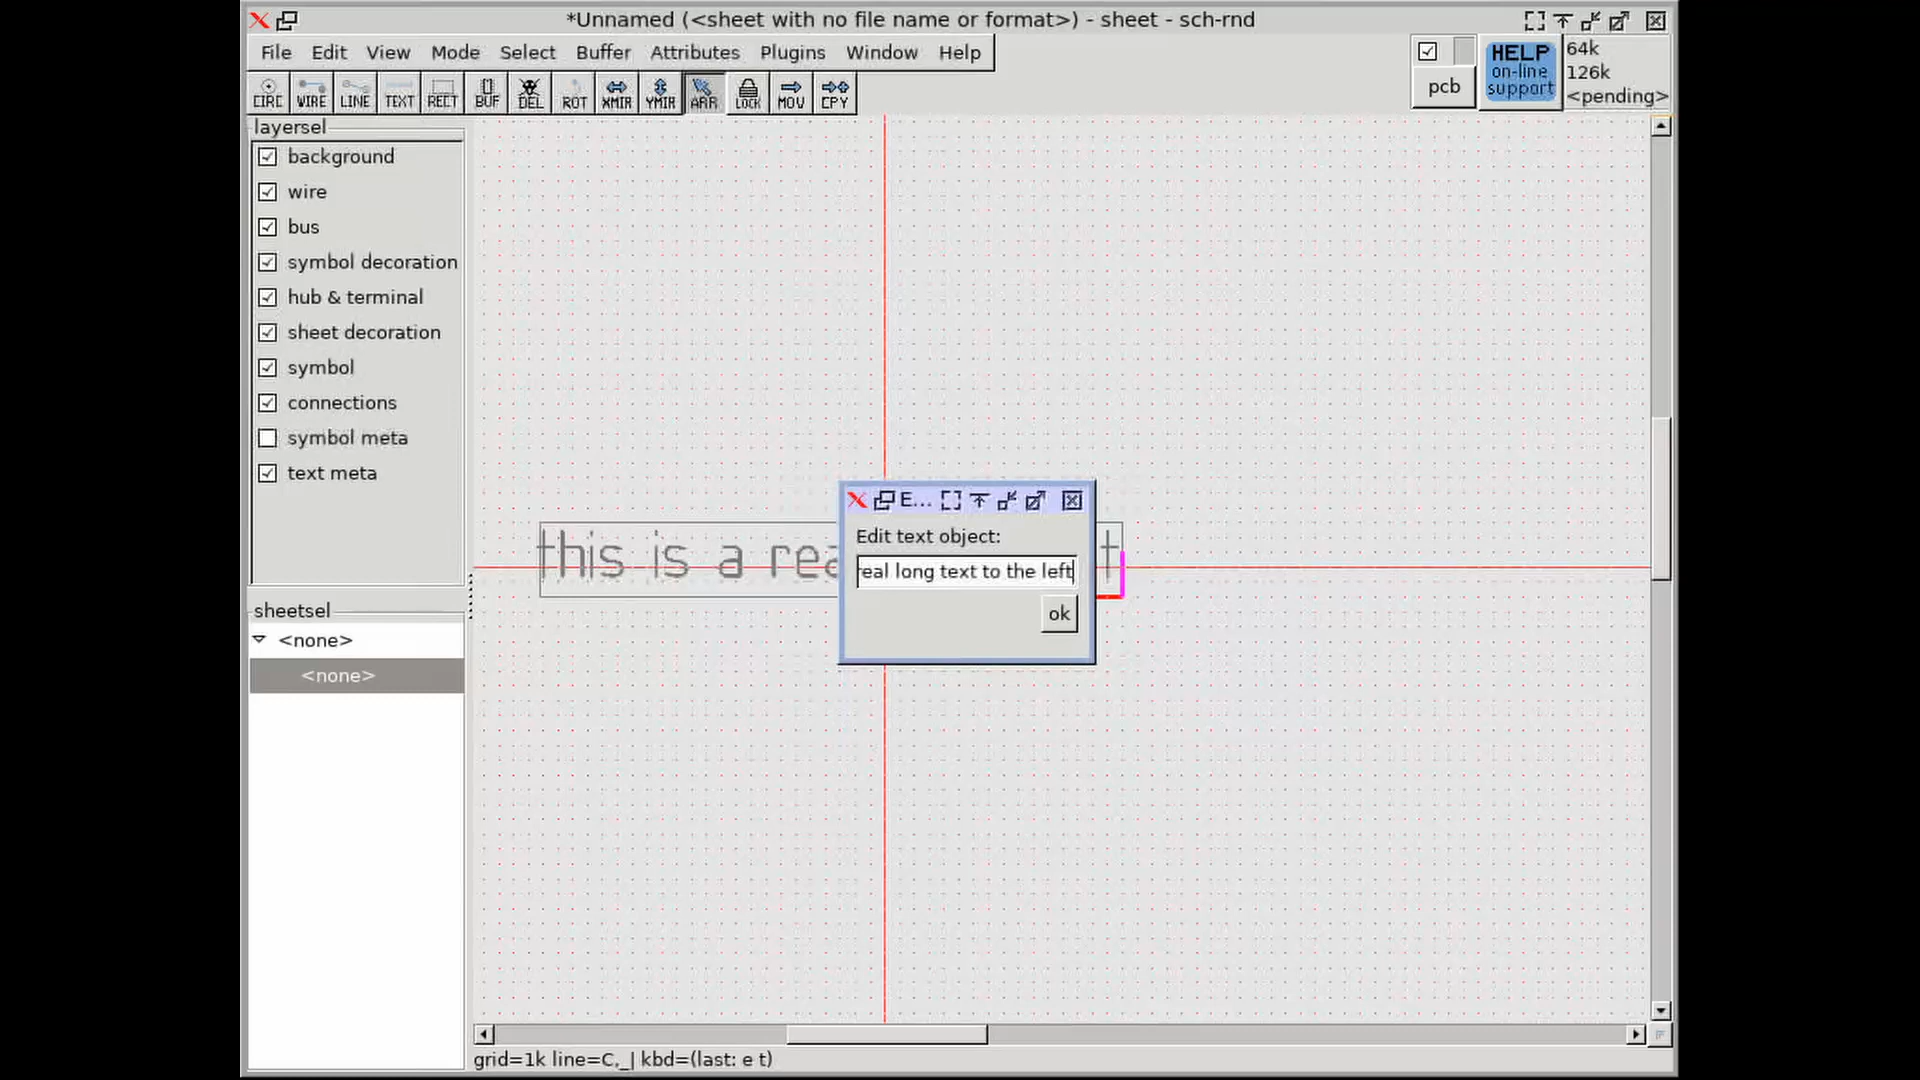 *Unnamed (<sheet with no file name or format>) - sheet - sch-rnd
File Edit View Mode Select Buffer Attributes Plugins Window Help
pcb
HELP
on-line
support
64k
126k
<pending>
CIRC WIRE LINE TEXT RECT BUF DEL ROT XMIR YMIR ARR LOCK MOV CPY
layersel
background
wire
bus
symbol decoration
hub & terminal
sheet decoration
symbol
connections
symbol meta
text meta
sheetsel
<none>
<none>
E...
Edit text object:
real long text to the left
ok
this is a rea t
grid=1k line=C,_| kbd=(last: e t)